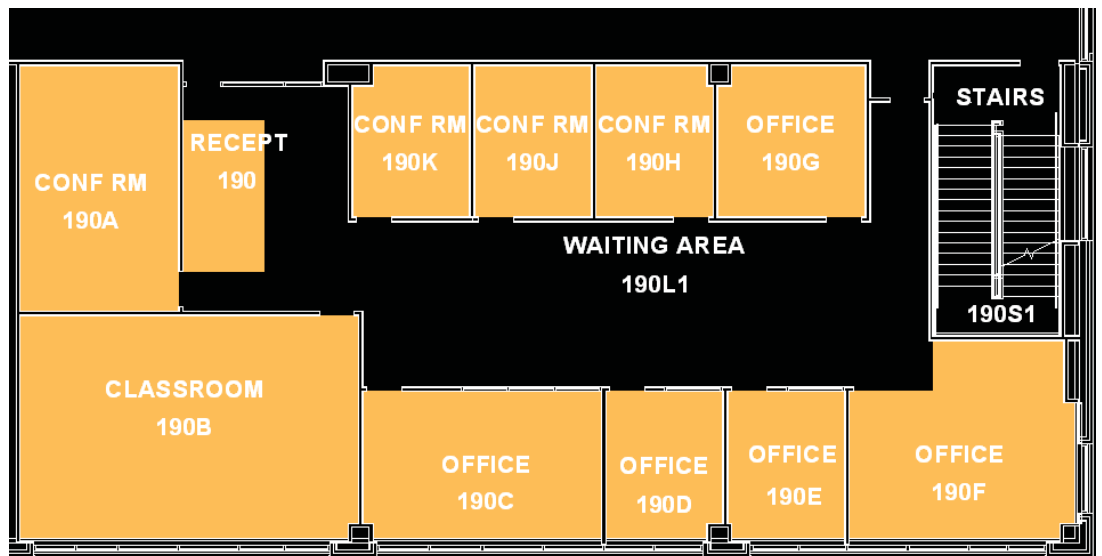 STAIRS
CONF RM
190K
CONF RM
190J
CONF RM
190H
OFFICE
190G
RECEPT
190
CONF RM
190A
WAITING AREA
190L1
190S1
CLASSROOM
190B
OFFICE
190C
OFFICE
190D
OFFICE
190E
OFFICE
190F